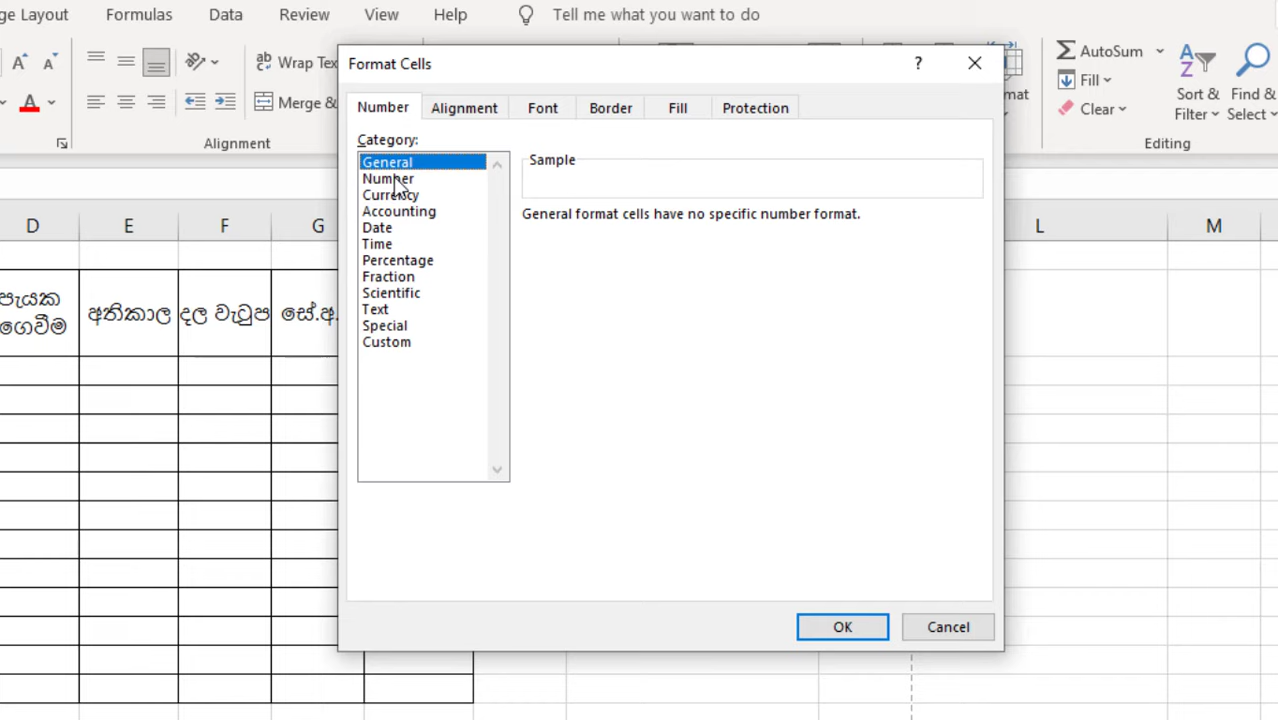 ge Layout Formulas Data Review View Help Tell me what you want to do
Wrap Tex AutoSum
Merge & Fill
Clear
mat Sort & Filter Find & Select
Alignment Editing
Format Cells ?
Number Alignment Font Border Fill Protection
Category:
General
Number
Currency
Accounting
Date
Time
Percentage
Fraction
Scientific
Text
Special
Custom
Sample
General format cells have no specific number format.
OK Cancel
D E F G L M
පැයක
ගෙවීම
අතිකාල දල වැටුප සේ.අ.